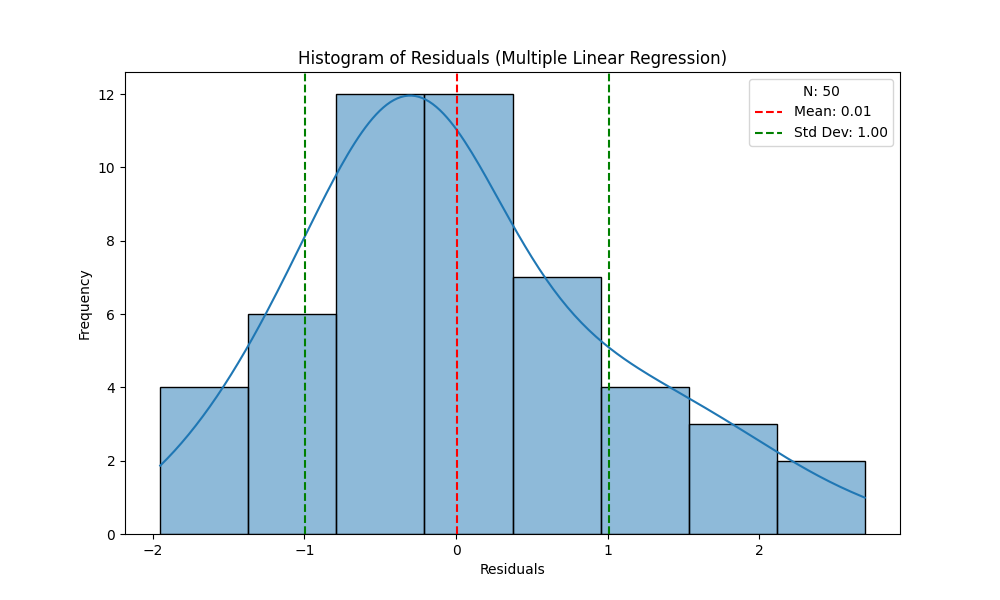 Histogram of Residuals (Multiple Linear Regression)
N: 50
Mean: 0.01
Std Dev: 1.00
Frequency
12
10
8
6
4
2
0
−2
−1
0
1
2
Residuals